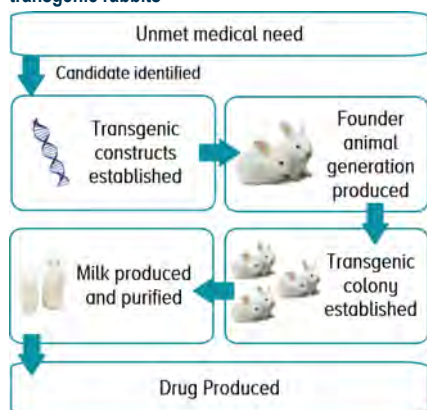 transgenic rabbits
Unmet medical need
Candidate identified
Transgenic
constructs
established
Founder
animal
generation
produced
Milk produced
and purified
Transgenic
colony
established
Drug Produced